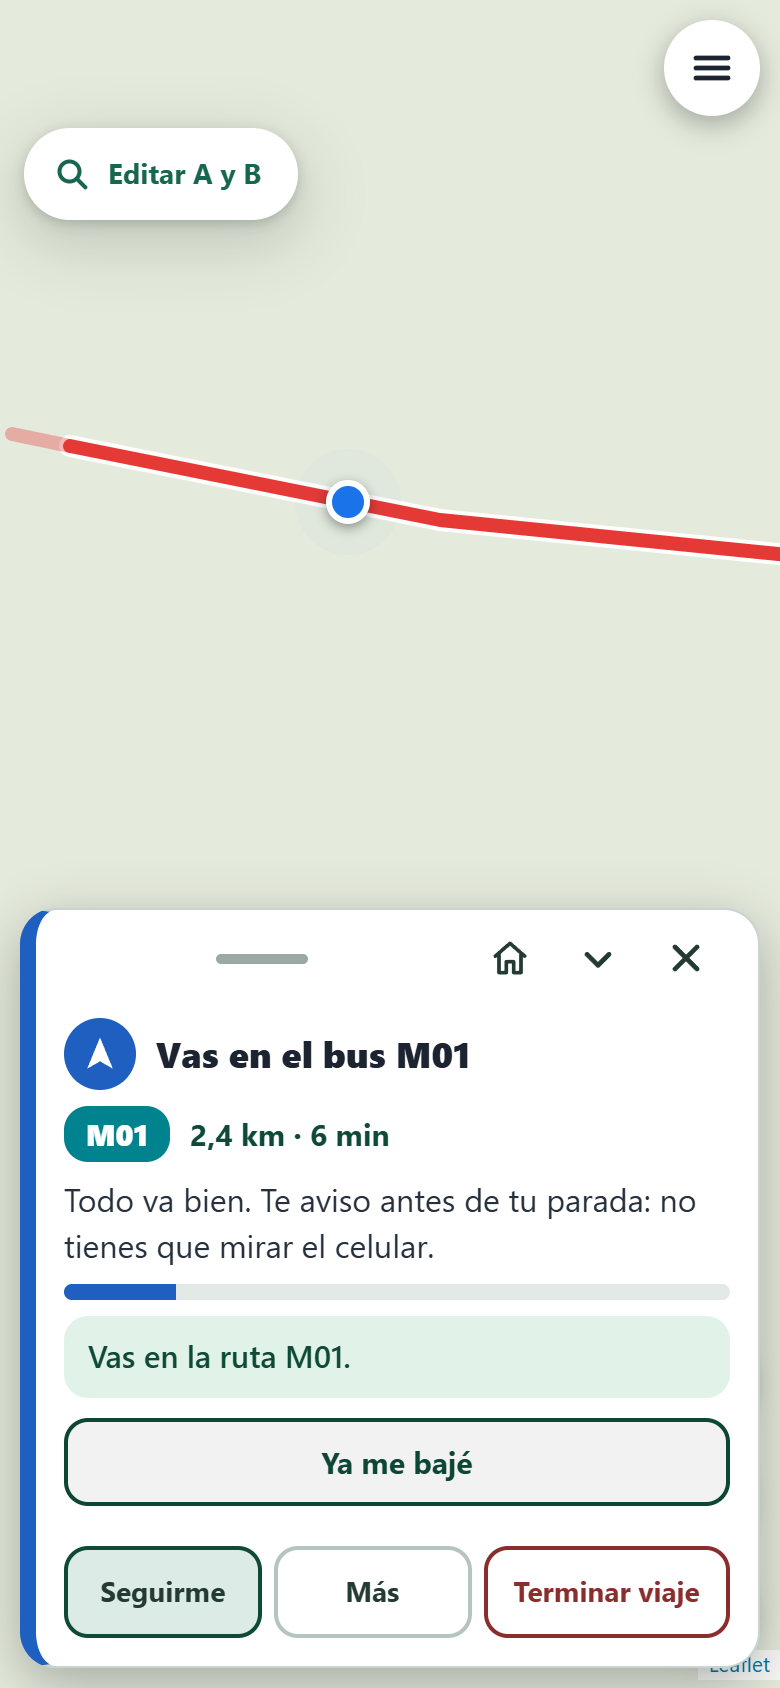 Editar A y B
Vas en el bus M01
M01 2,4 km · 6 min
Todo va bien. Te aviso antes de tu parada: no
tienes que mirar el celular.
Vas en la ruta M01.
Ya me bajé
Seguirme Más Terminar viaje
Leaflet